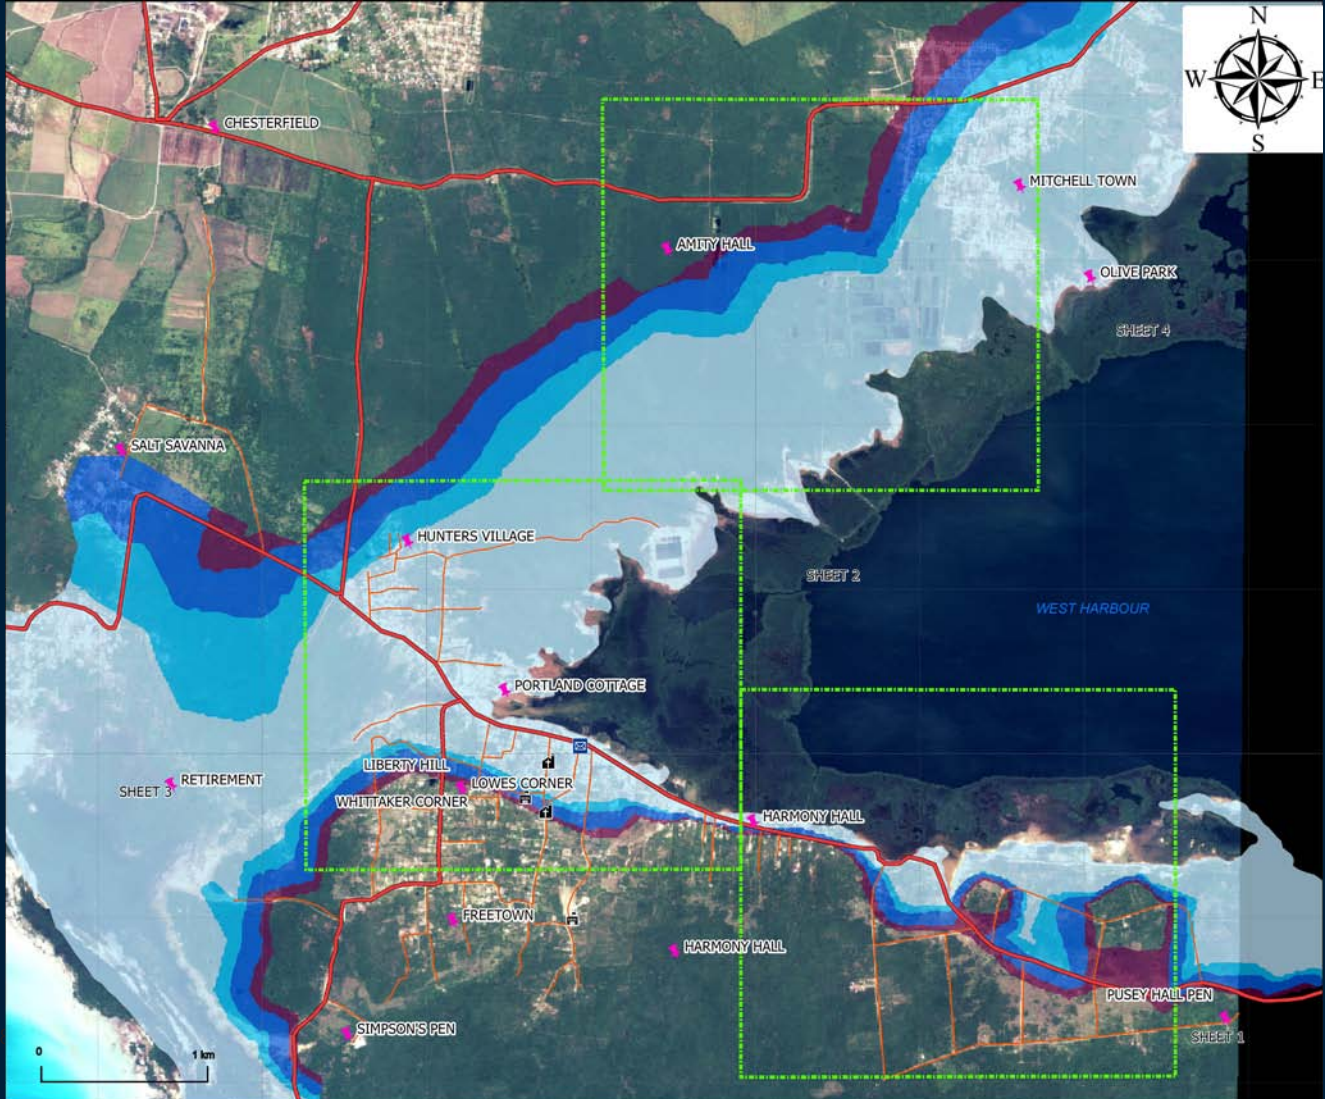 N
W E
S
CHESTERFIELD
MITCHELL TOWN
AMITY HALL
OLIVE PARK
SHEET 4
SALT SAVANNA
HUNTERS VILLAGE
SHEET 2
WEST HARBOUR
PORTLAND COTTAGE
LIBERTY HILL
RETIREMENT
SHEET 3
LOWES CORNER
WHITTAKER CORNER
HARMONY HALL
FREETOWN
HARMONY HALL
PUSEY HALL PEN
SIMPSON'S PEN
SHEET 1
0 1 km